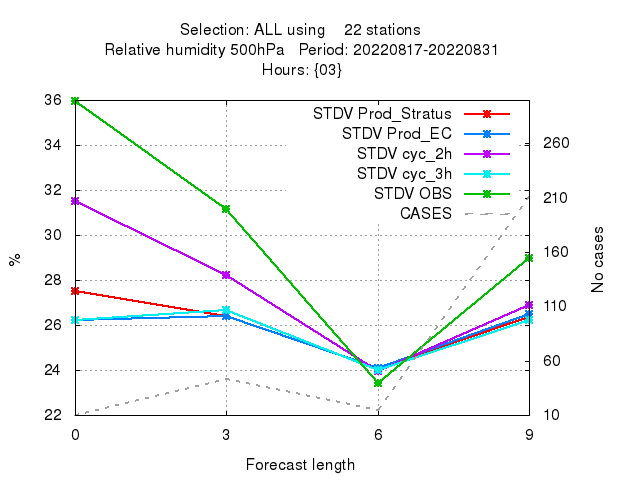 Selection: ALL using    22 stations
Relative humidity 500hPa   Period: 20220817-20220831
Hours: {03}
STDV Prod_Stratus
STDV Prod_EC
STDV cyc_2h
STDV cyc_3h
STDV OBS
CASES
36
34
32
30
28
26
24
22
%
260
210
160
110
60
10
No cases
0 3 6 9
Forecast length